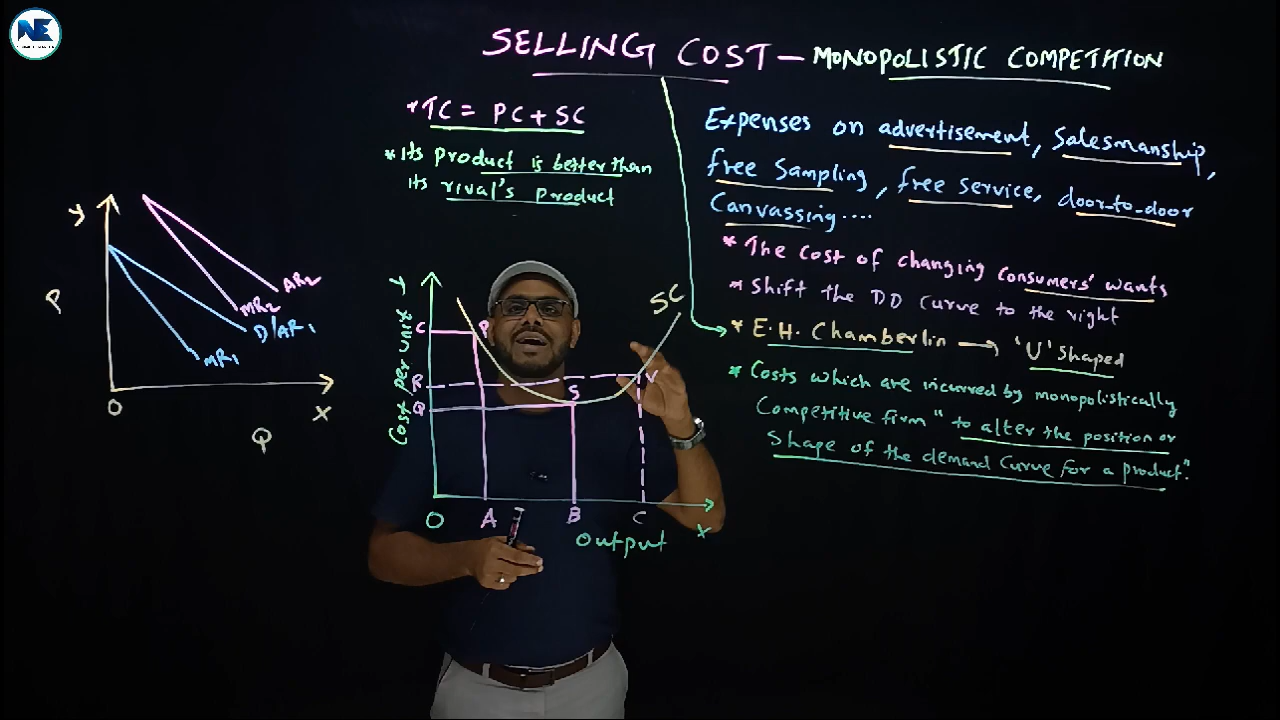 NE
SELLING COST – MONOPOLISTIC COMPETITION
*TC = PC + SC
* Its product is better than
its rival's product
Expenses on advertisement, Salesmanship,
free Sampling, free service, door-to-door
Canvassing....
* The cost of changing consumers' wants
* Shift the DD curve to the right
* E.H. Chamberlin → 'U' shaped
* Costs which are incurred by monopolistically
Competitive firm "to alter the position or
Shape of the demand curve for a product".
y
P
AR2
MR2
D/AR1
MR1
O
X
Q
Y
Cost per unit
SC
C
P
R
V
Q
S
O
A
B
C
X
Output